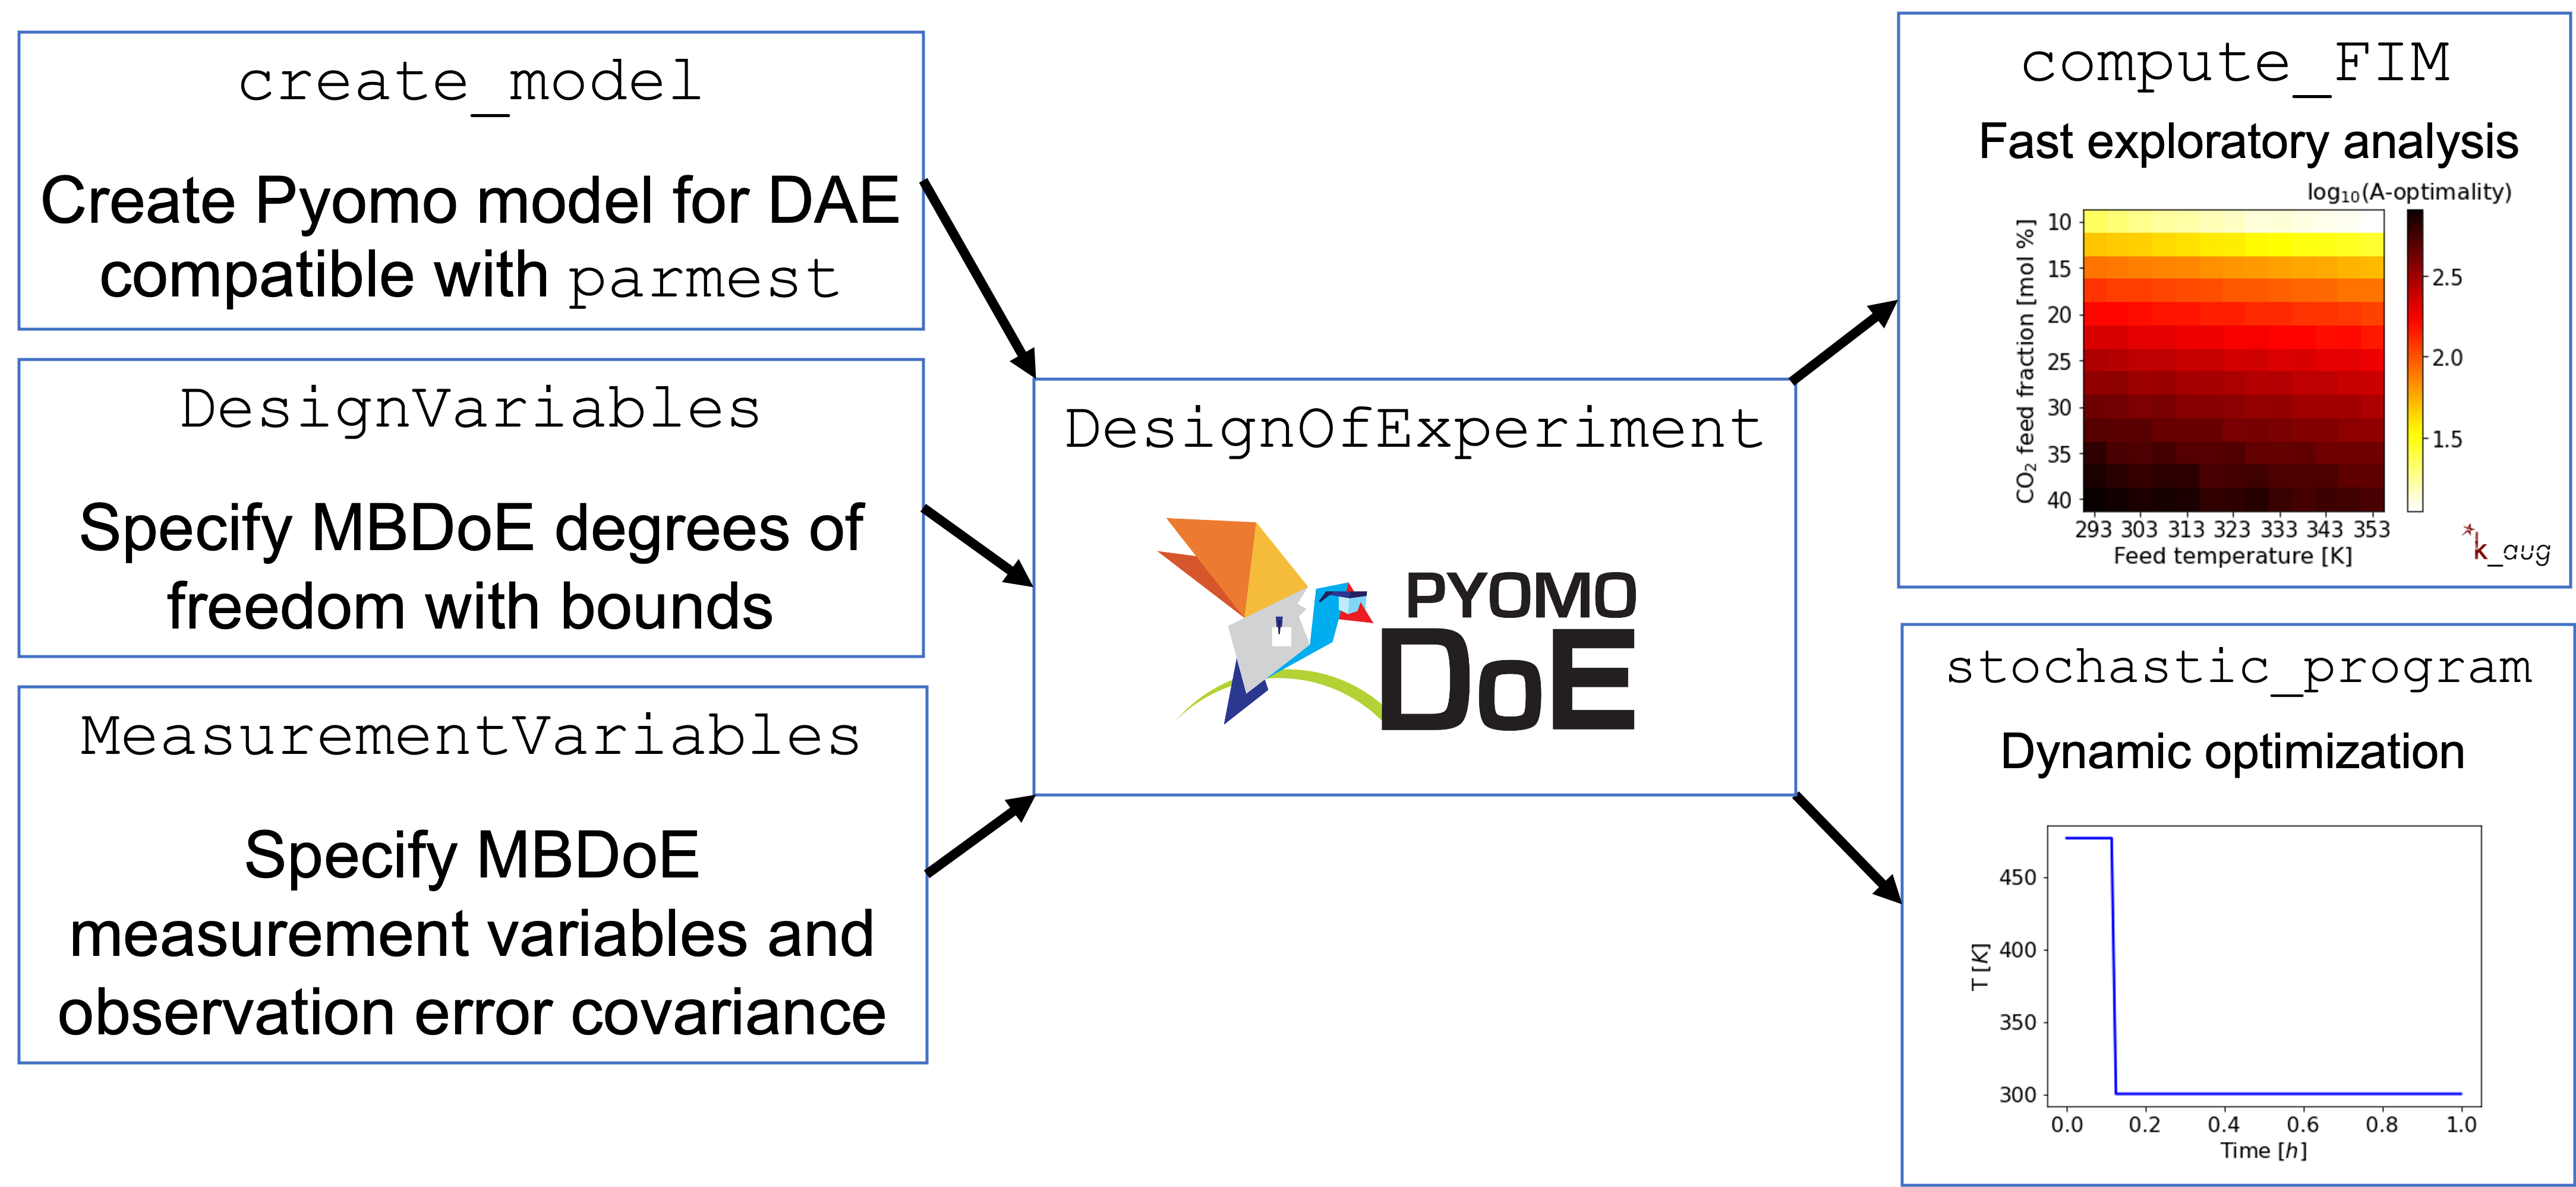 create_model
Create Pyomo model for DAE
compatible with parmest
DesignVariables
Specify MBDoE degrees of
freedom with bounds
MeasurementVariables
Specify MBDoE
measurement variables and
observation error covariance
DesignOfExperiment
PYOMO
DoE
compute_FIM
Fast exploratory analysis
log₁₀(A-optimality)
CO₂ feed fraction [mol %]
10
15
20
25
30
35
40
293 303 313 323 333 343 353
Feed temperature [K]
2.5
2.0
1.5
*k_aug
stochastic_program
Dynamic optimization
T [K]
450
400
350
300
0.0 0.2 0.4 0.6 0.8 1.0
Time [h]